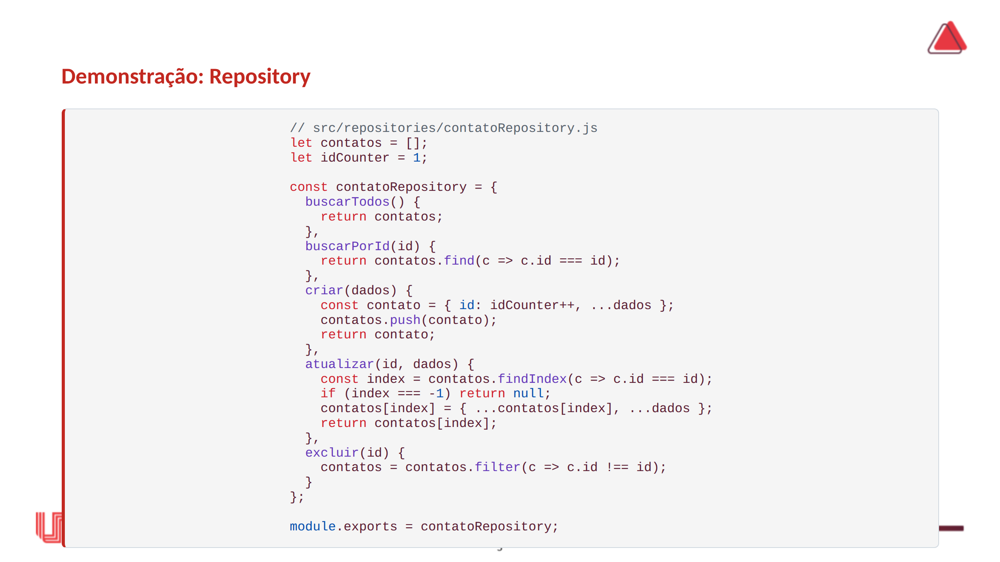 Demonstração: Repository
// src/repositories/contatoRepository.js
let contatos = [];
let idCounter = 1;
const contatoRepository = {
  buscarTodos() {
    return contatos;
  },
  buscarPorId(id) {
    return contatos.find(c => c.id === id);
  },
  criar(dados) {
    const contato = { id: idCounter++, ...dados };
    contatos.push(contato);
    return contato;
  },
  atualizar(id, dados) {
    const index = contatos.findIndex(c => c.id === id);
    if (index === -1) return null;
    contatos[index] = { ...contatos[index], ...dados };
    return contatos[index];
  },
  excluir(id) {
    contatos = contatos.filter(c => c.id !== id);
  }
};
module.exports = contatoRepository;